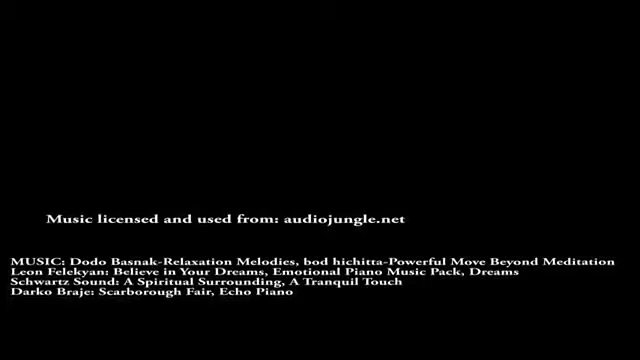 Music licensed and used from: audiojungle.net
MUSIC: Dodo Basnak-Relaxation Melodies, bod hichitta-Powerful Move Beyond Meditation
Leon Felekyan: Believe in Your Dreams, Emotional Piano Music Pack, Dreams
Schwartz Sound: A Spiritual Surrounding, A Tranquil Touch
Darko Braje: Scarborough Fair, Echo Piano